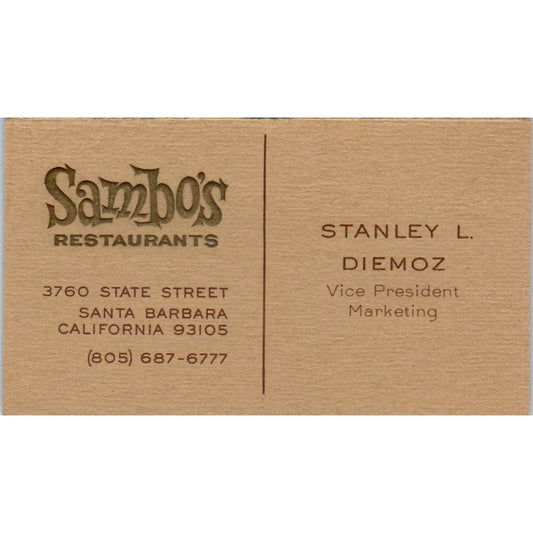 Sambo's
RESTAURANTS
3760 STATE STREET
SANTA BARBARA
CALIFORNIA 93105
(805) 687-6777
STANLEY L.
DIEMOZ
Vice President
Marketing